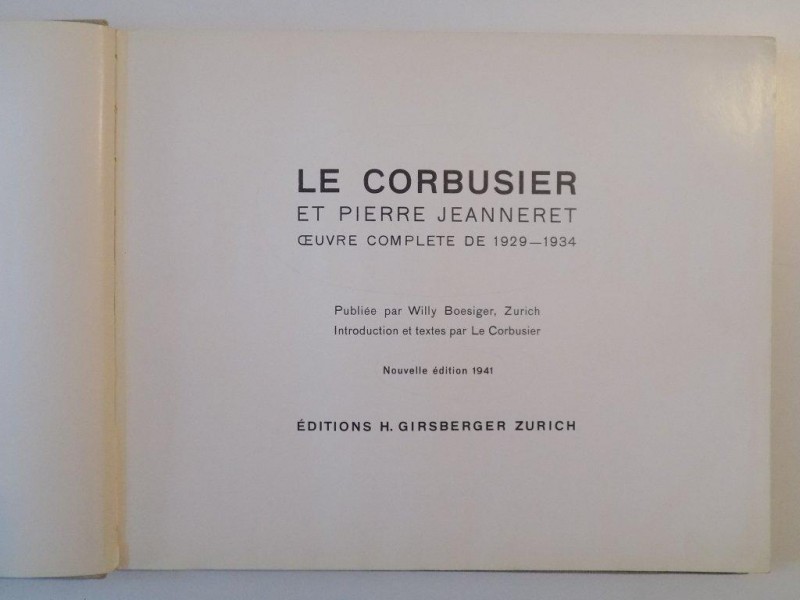 LE CORBUSIER
ET PIERRE JEANNERET
ŒUVRE COMPLETE DE 1929—1934
Publiée par Willy Boesiger, Zurich
Introduction et textes par Le Corbusier
Nouvelle édition 1941
ÉDITIONS H. GIRSBERGER ZURICH